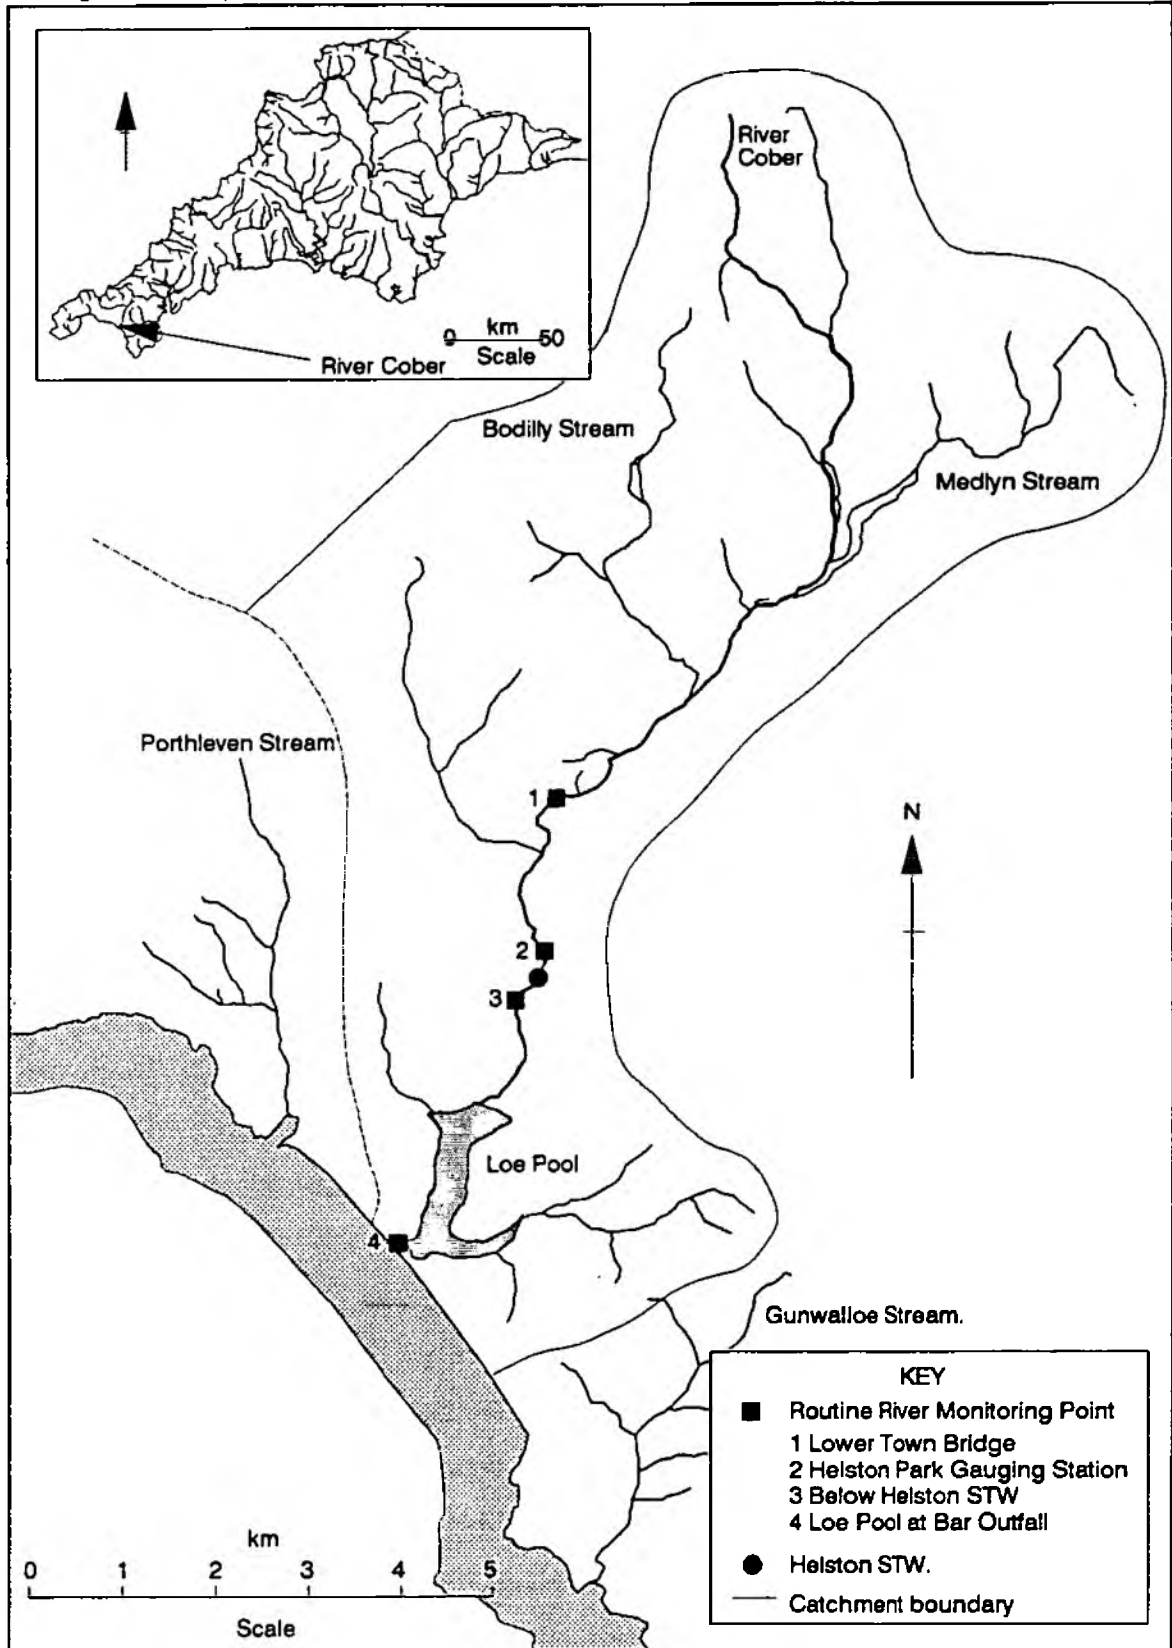 km
0 50
Scale
River Cober
River
Cober
Bodilly Stream
Medlyn Stream
Porthleven Stream
1
N
2
3
Loe Pool
4
Gunwalloe Stream.
KEY
Routine River Monitoring Point
1 Lower Town Bridge
2 Helston Park Gauging Station
3 Below Helston STW
4 Loe Pool at Bar Outfall
Helston STW.
Catchment boundary
km
0 1 2 3 4 5
Scale